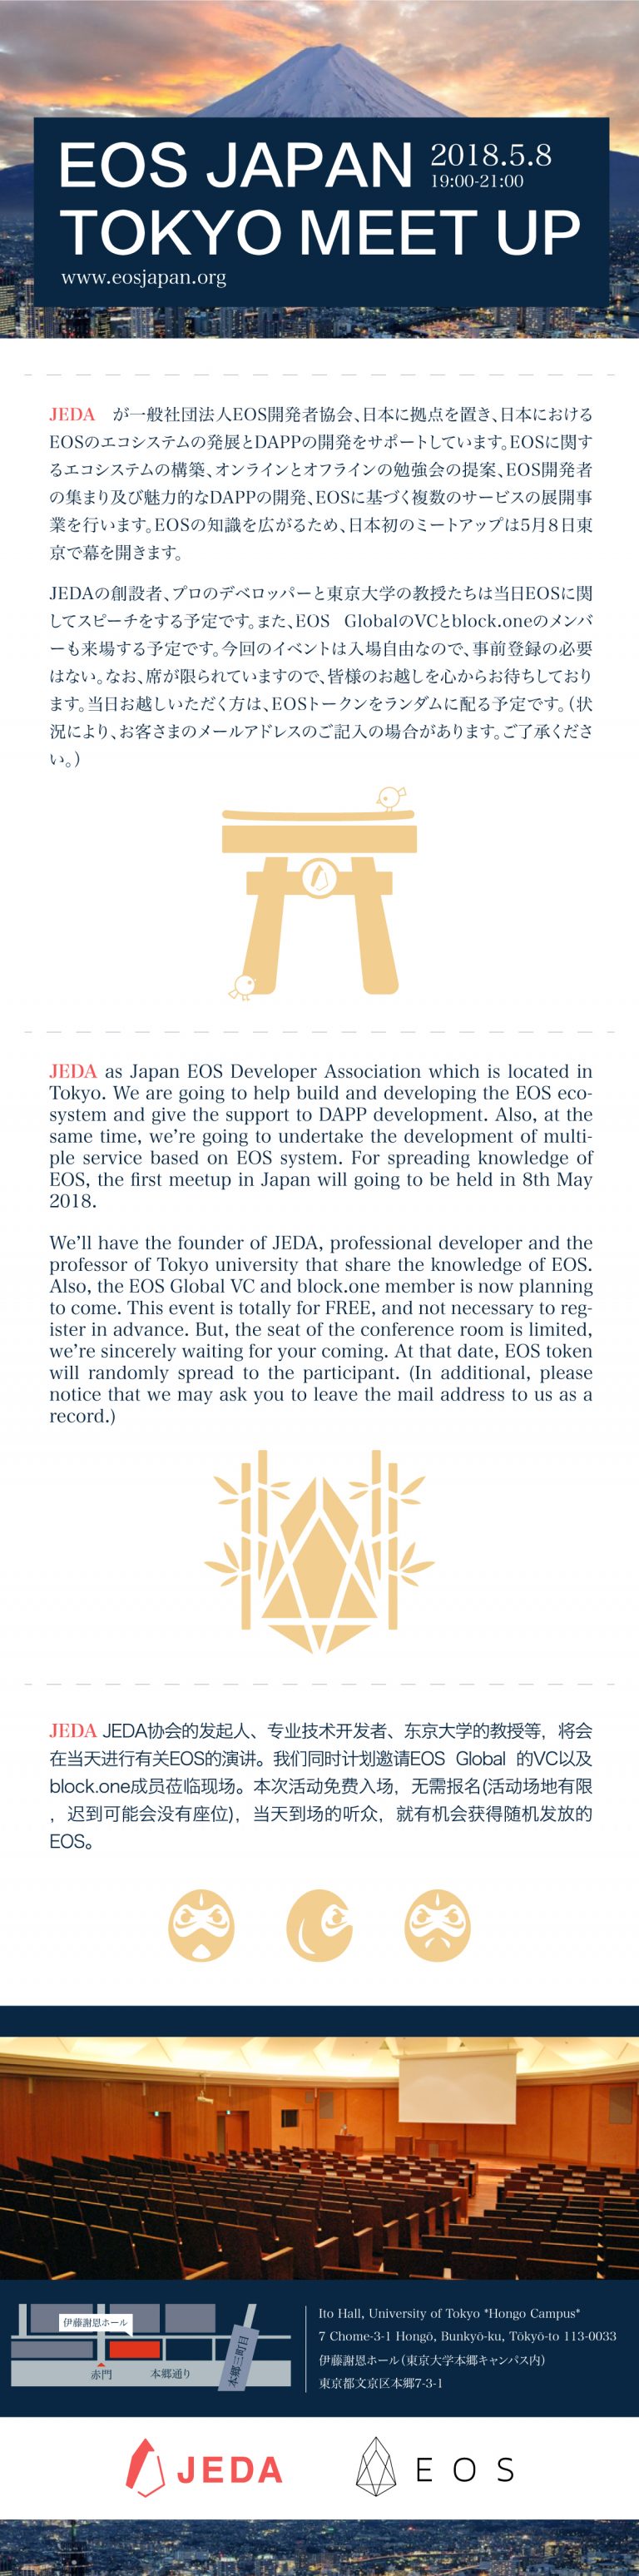 EOS JAPAN 2018.5.8
19:00-21:00
TOKYO MEET UP
www.eosjapan.org
JEDA が一般社団法人EOS開発者協会、日本に拠点を置き、日本における
EOSのエコシステムの発展とDAPPの開発をサポートしています。EOSに関す
るエコシステムの構築、オンラインとオフラインの勉強会の提案、EOS開発者
の集まり及び魅力的なDAPPの開発、EOSに基づく複数のサービスの展開事
業を行います。EOSの知識を広がるため、日本初のミートアップは5月8日東
京で幕を開きます。
JEDAの創設者、プロのデベロッパーと東京大学の教授たちは当日EOSに関
してスピーチをする予定です。また、EOS GlobalのVCとblock.oneのメンバ
ーも来場する予定です。今回のイベントは入場自由なので、事前登録の必要
はない。なお、席が限られていますので、皆様のお越しを心からお待ちしており
ます。当日お越しいただく方は、EOSトークンをランダムに配る予定です。（状
況により、お客さまのメールアドレスのご記入の場合があります。ご了承くださ
い。）
JEDA as Japan EOS Developer Association which is located in
Tokyo. We are going to help build and developing the EOS eco-
system and give the support to DAPP development. Also, at the
same time, we're going to undertake the development of multi-
ple service based on EOS system. For spreading knowledge of
EOS, the first meetup in Japan will going to be held in 8th May
2018.
We'll have the founder of JEDA, professional developer and the
professor of Tokyo university that share the knowledge of EOS.
Also, the EOS Global VC and block.one member is now planning
to come. This event is totally for FREE, and not necessary to reg-
ister in advance. But, the seat of the conference room is limited,
we're sincerely waiting for your coming. At that date, EOS token
will randomly spread to the participant. (In additional, please
notice that we may ask you to leave the mail address to us as a
record.)
JEDA JEDA协会的发起人、专业技术开发者、东京大学的教授等，将会
在当天进行有关EOS的演讲。我们同时计划邀请EOS Global 的VC以及
block.one成员莅临现场。本次活动免费入场，无需报名(活动场地有限
，迟到可能会没有座位)，当天到场的听众，就有机会获得随机发放的
EOS。
伊藤謝恩ホール
赤門
本郷通り
本郷三町目
Ito Hall, University of Tokyo *Hongo Campus*
7 Chome-3-1 Hongō, Bunkyō-ku, Tōkyō-to 113-0033
伊藤謝恩ホール（東京大学本郷キャンパス内）
東京都文京区本郷7-3-1
JEDA
EOS